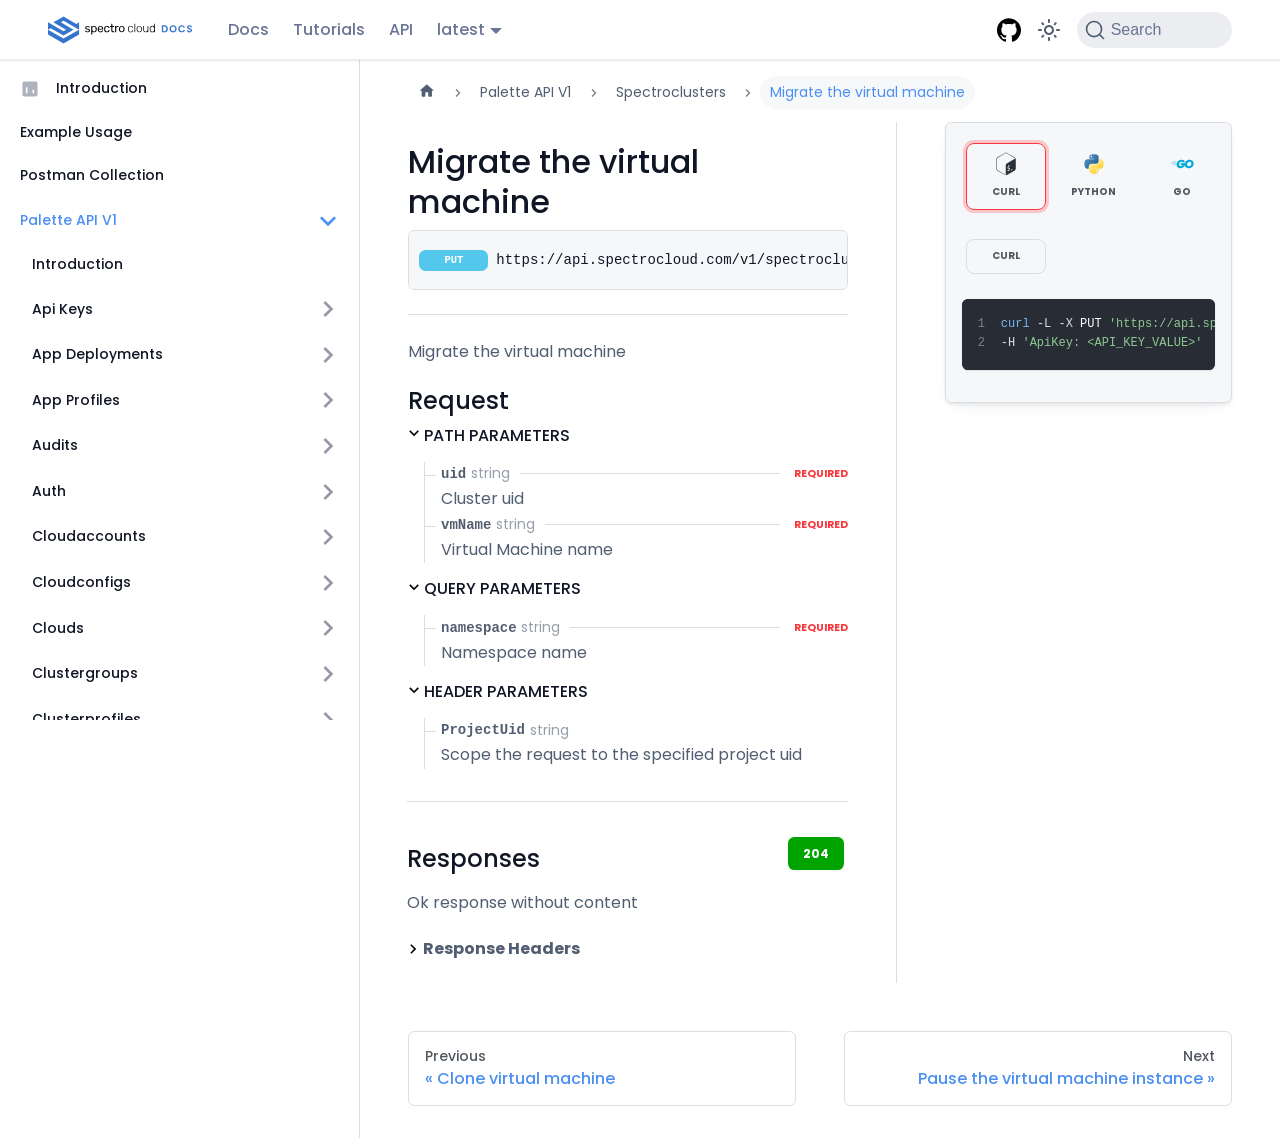 spectro cloud DOCS
Docs
Tutorials
API
latest
Search
Introduction
Example Usage
Postman Collection
Palette API V1
Introduction
Api Keys
App Deployments
App Profiles
Audits
Auth
Cloudaccounts
Cloudconfigs
Clouds
Clustergroups
Clusterprofiles
Palette API V1
Spectroclusters
Migrate the virtual machine
Migrate the virtual
machine
PUT https://api.spectrocloud.com/v1/spectroclu
Migrate the virtual machine
Request
PATH PARAMETERS
uid string REQUIRED
Cluster uid
vmName string REQUIRED
Virtual Machine name
QUERY PARAMETERS
namespace string REQUIRED
Namespace name
HEADER PARAMETERS
ProjectUid string
Scope the request to the specified project uid
Responses
204
Ok response without content
Response Headers
CURL
PYTHON
GO
CURL
1 curl -L -X PUT 'https://api.sp
2 -H 'ApiKey: <API_KEY_VALUE>'
Previous
« Clone virtual machine
Next
Pause the virtual machine instance »